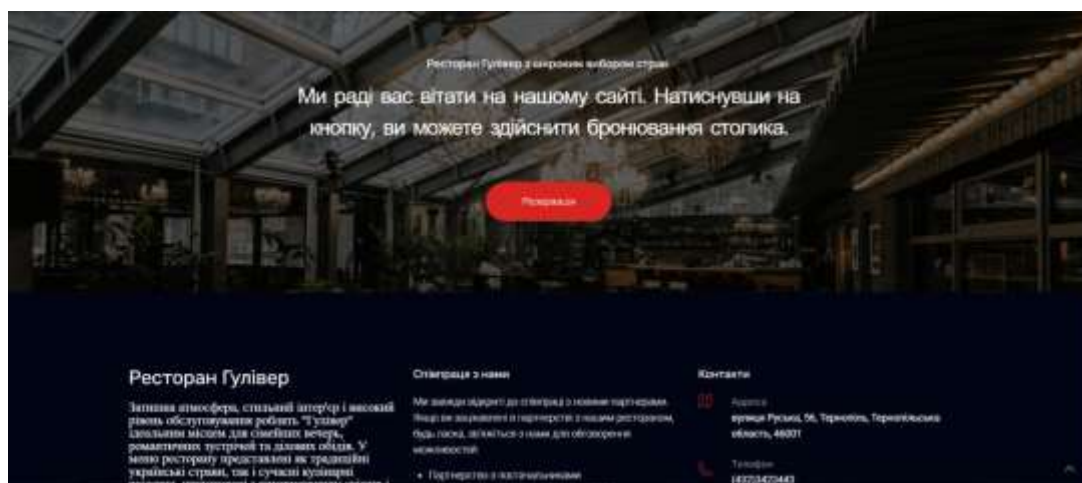 Ресторан Гулівер з широким вибором страв
Ми раді вас вітати на нашому сайті. Натиснувши на
кнопку, ви можете здійснити бронювання столика.
Резервація
Ресторан Гулівер
Затишна атмосфера, стильний інтер'єр і високий
рівень обслуговування роблять "Гулівер"
ідеальним місцем для сімейних вечерь,
романтичних зустрічей та ділових обідів. У
меню ресторану представлені як традиційні
українські страви, так і сучасні кулінарні
Співпраця з нами
Ми завжди відкриті до співпраці з новими партнерами.
Якщо ви зацікавлені в партнерстві з нашим рестораном,
будь ласка, зв'яжіться з нами для обговорення
можливостей
• Партнерство з постачальниками
Контакти
Адреса
вулиця Руська, 56, Тернопіль, Тернопільська
область, 46001
Телефон